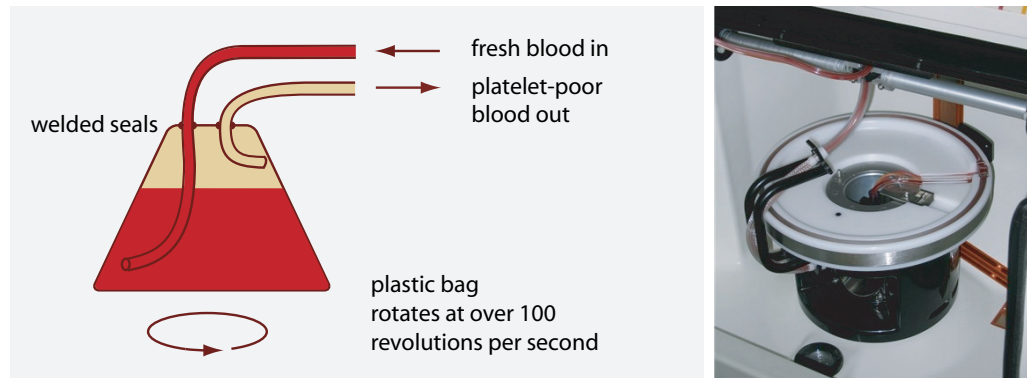 fresh blood in
platelet-poor
blood out
welded seals
plastic bag
rotates at over 100
revolutions per second